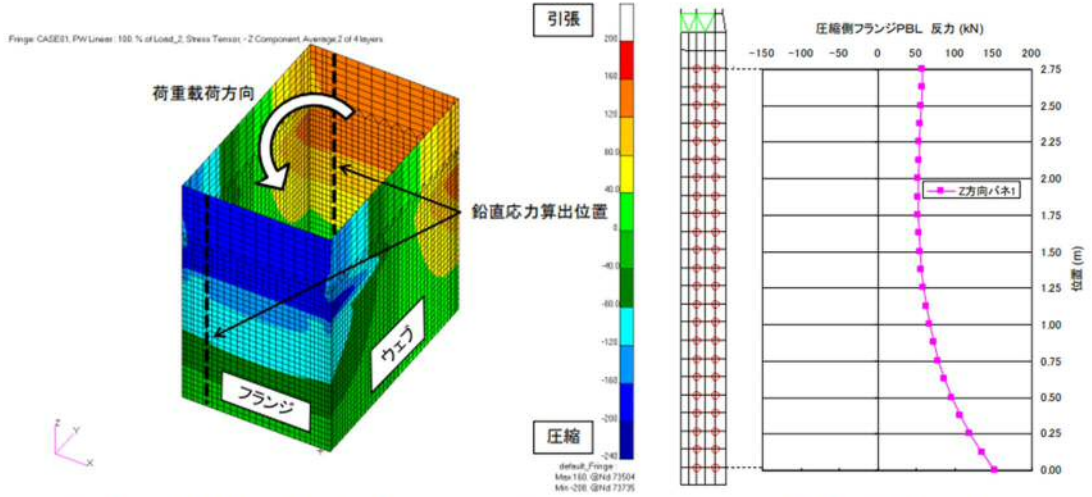 Fringe: CASE01, PW Linear : 100. % of Load_2, Stress Tensor, - Z Component, Average,2 of 4 layers
引張
荷重載荷方向
鉛直応力算出位置
ウェブ
フランジ
圧縮
200.
160.
120.
80.0
40.0
0.
-40.0
-80.0
-120.
-160.
-200.
-240.
default_Fringe :
Max 160. @Nd 73504
Min -208. @Nd 73735
Z
Y
X
圧縮側フランジPBL 反力 (kN)
-150 -100 -50 0 50 100 150 200
2.75
2.50
2.25
2.00
1.75
1.50
1.25
1.00
0.75
0.50
0.25
0.00
Z方向バネ1
位置 (m)